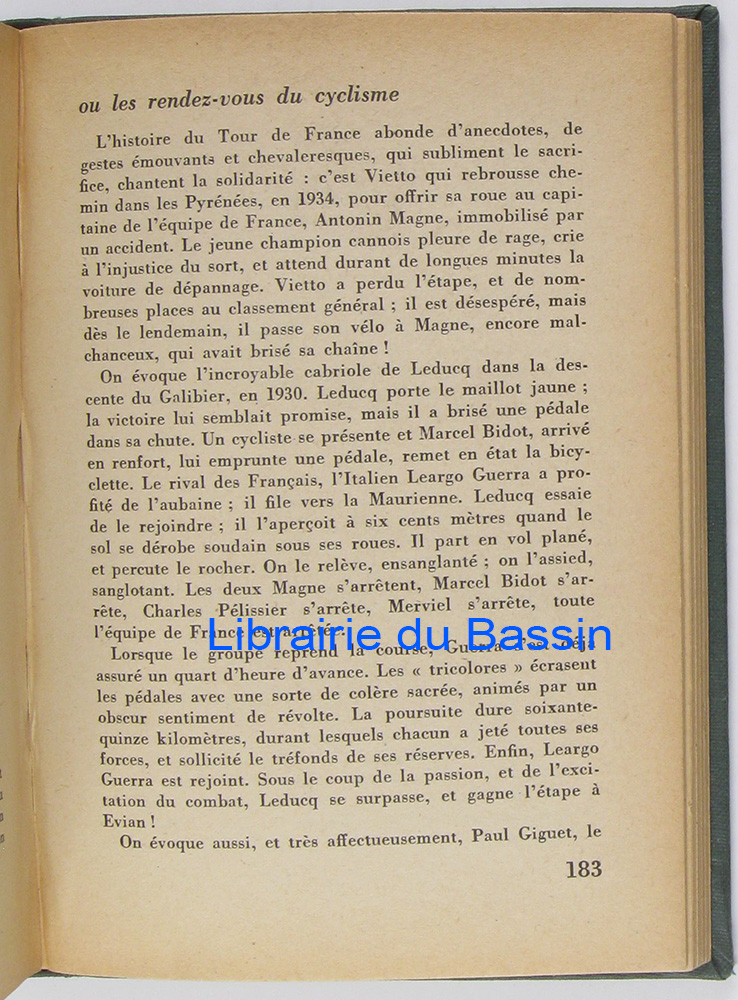 ou les rendez-vous du cyclisme
L'histoire du Tour de France abonde d'anecdotes, de
gestes émouvants et chevaleresques, qui subliment le sacri-
fice, chantent la solidarité : c'est Vietto qui rebrousse che-
min dans les Pyrénées, en 1934, pour offrir sa roue au capi-
taine de l'équipe de France, Antonin Magne, immobilisé par
un accident. Le jeune champion cannois pleure de rage, crie
à l'injustice du sort, et attend durant de longues minutes la
voiture de dépannage. Vietto a perdu l'étape, et de nom-
breuses places au classement général ; il est désespéré, mais
dès le lendemain, il passe son vélo à Magne, encore mal-
chanceux, qui avait brisé sa chaîne !
On évoque l'incroyable cabriole de Leducq dans la des-
cente du Galibier, en 1930. Leducq porte le maillot jaune ;
la victoire lui semblait promise, mais il a brisé une pédale
dans sa chute. Un cycliste se présente et Marcel Bidot, arrivé
en renfort, lui emprunte une pédale, remet en état la bicy-
clette. Le rival des Français, l'Italien Leargo Guerra a pro-
fité de l'aubaine ; il file vers la Maurienne. Leducq essaie
de le rejoindre ; il l'aperçoit à six cents mètres quand le
sol se dérobe soudain sous ses roues. Il part en vol plané,
et percute le rocher. On le relève, ensanglanté ; on l'assied,
sanglotant. Les deux Magne s'arrêtent, Marcel Bidot s'ar-
rête, Charles Pélissier s'arrête, Merviel s'arrête, toute
l'équipe de France est arrêtée.
Librairie du Bassin
Lorsque le groupe reprend la course, Guerra s'est déjà
assuré un quart d'heure d'avance. Les « tricolores » écrasent
les pédales avec une sorte de colère sacrée, animés par un
obscur sentiment de révolte. La poursuite dure soixante-
quinze kilomètres, durant lesquels chacun a jeté toutes ses
forces, et sollicité le tréfonds de ses réserves. Enfin, Leargo
Guerra est rejoint. Sous le coup de la passion, et de l'exci-
tation du combat, Leducq se surpasse, et gagne l'étape à
Evian !
On évoque aussi, et très affectueusement, Paul Giguet, le
183